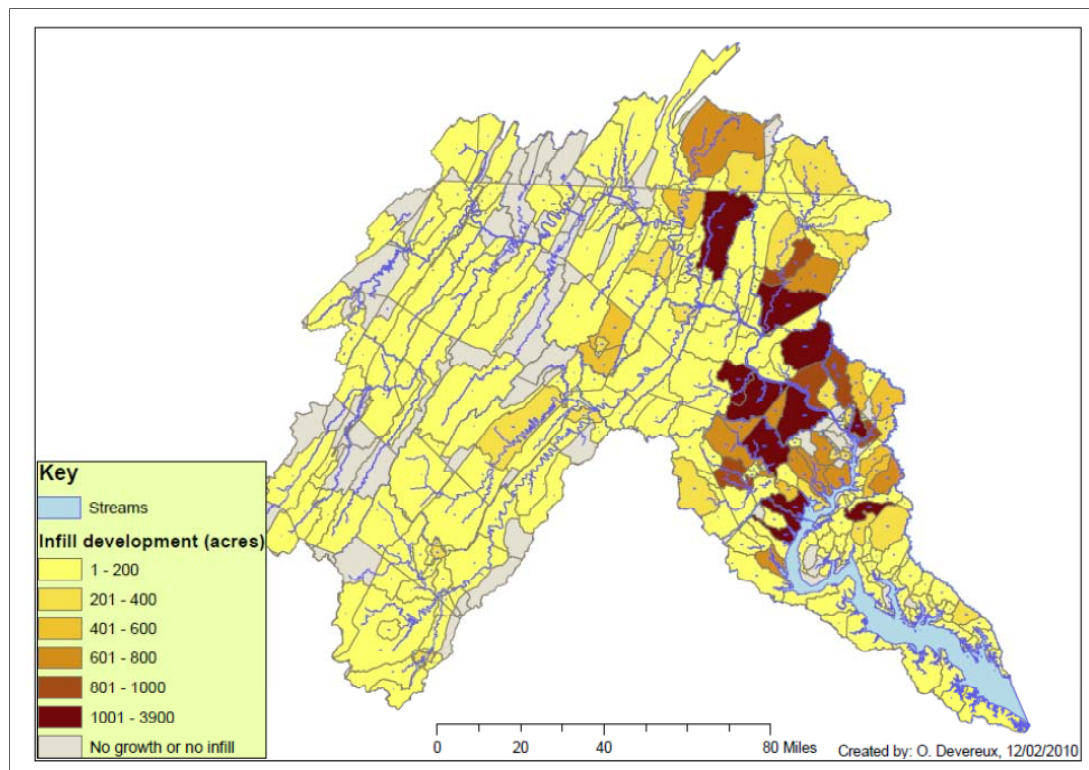 Key
Streams
Infill development (acres)
1 - 200
201 - 400
401 - 600
601 - 800
801 - 1000
1001 - 3900
No growth or no infill
0 20 40 80 Miles
Created by: O. Devereux, 12/02/2010